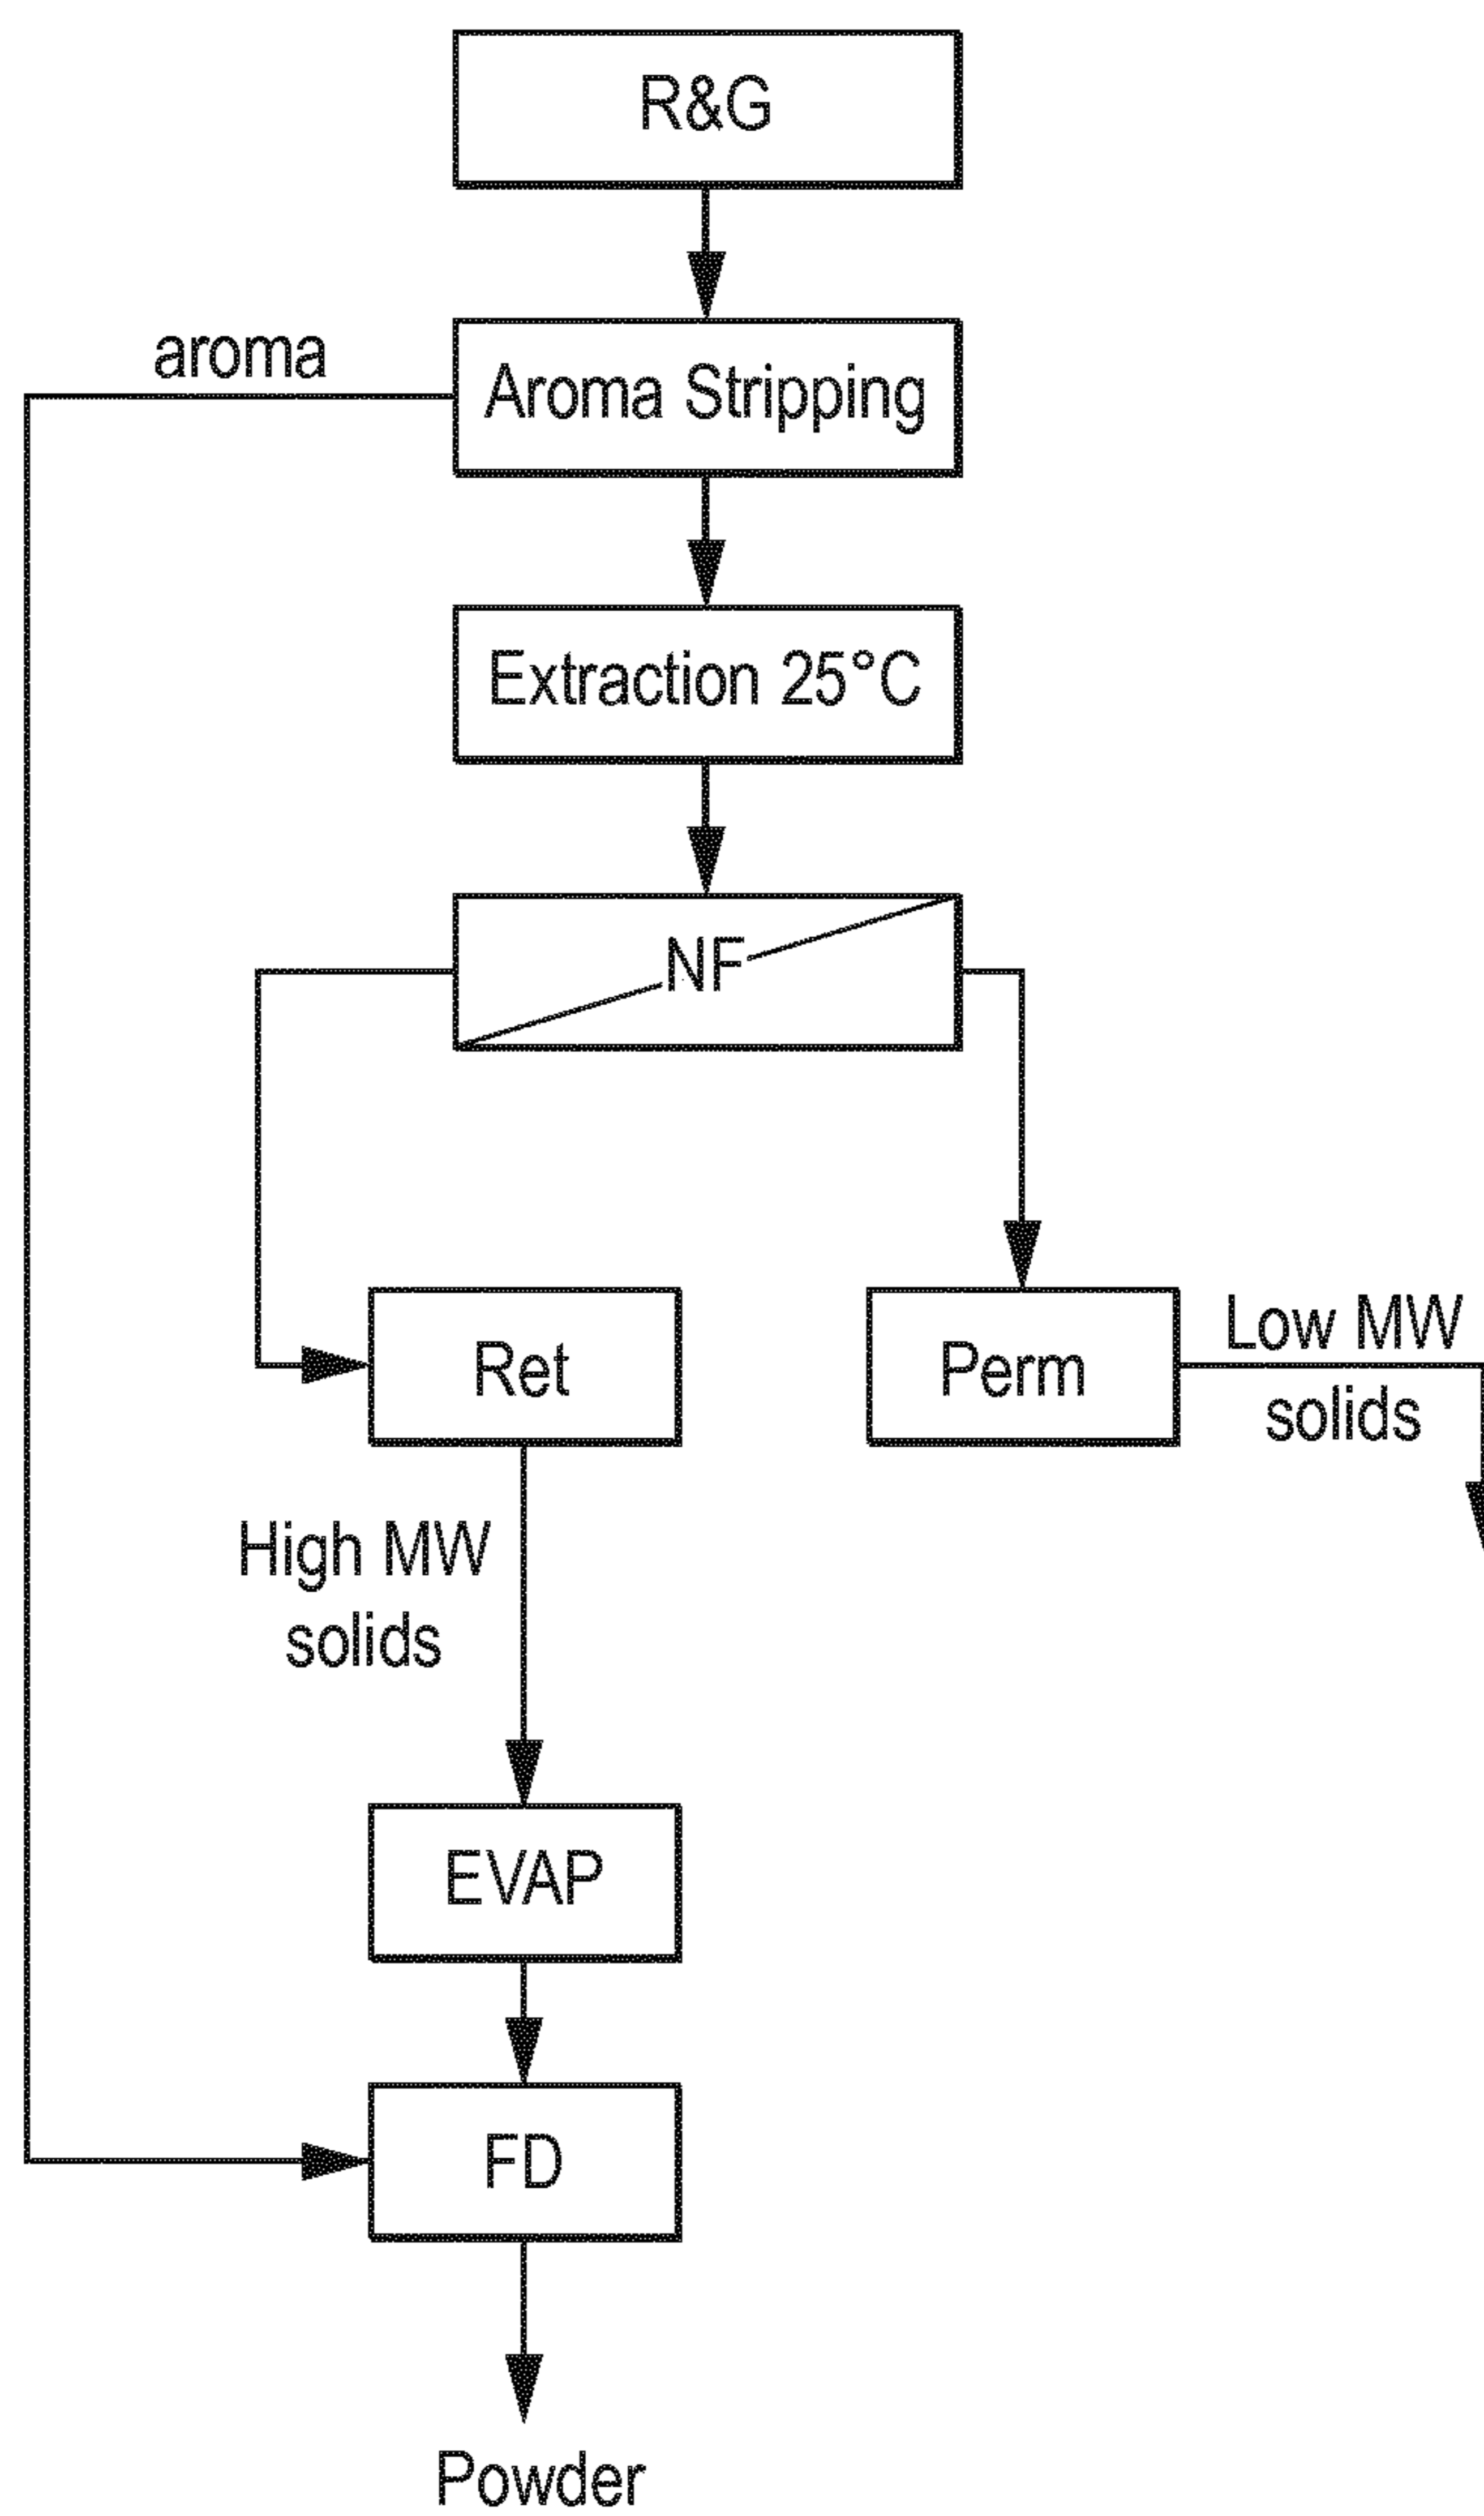 R&G
aroma
Aroma Stripping
Extraction 25°C
NF
Ret
Perm
Low MW
solids
High MW
solids
EVAP
FD
Powder